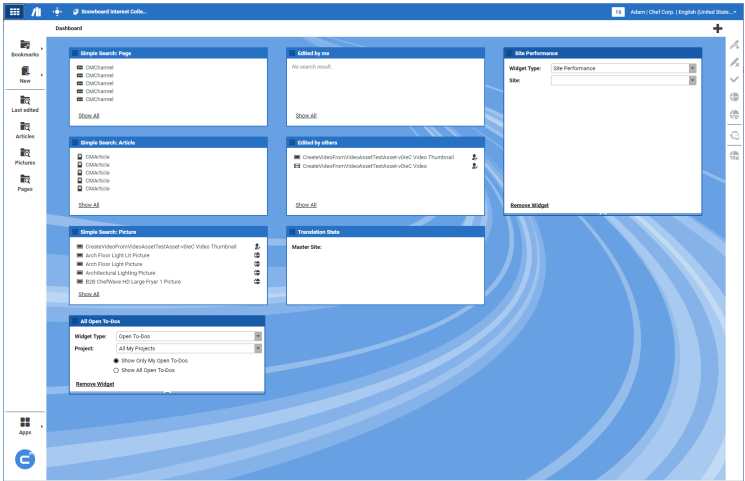 Snowboard Interest Colle...
16
Adam | Chef Corp. | English (United State...
Dashboard
Bookmarks
New
Last edited
Articles
Pictures
Pages
Apps
Simple Search: Page
CMChannel
CMChannel
CMChannel
CMChannel
CMChannel
Show All
Edited by me
No search result.
Show All
Site Performance
Widget Type:
Site Performance
Site:
Remove Widget
Simple Search: Article
CMArticle
CMArticle
CMArticle
CMArticle
CMArticle
Show All
Edited by others
CreateVideoFromVideoAssetTestAsset-v0IeC Video Thumbnail
CreateVideoFromVideoAssetTestAsset-v0IeC Video
Show All
Simple Search: Picture
CreateVideoFromVideoAssetTestAsset-v0IeC Video Thumbnail
Arch Floor Light Lit Picture
Arch Floor Light Picture
Architectural Lighting Picture
B2B ChefWave HD Large Fryer 1 Picture
Show All
Translation State
Master Site:
All Open To-Dos
Widget Type:
Open To-Dos
Project:
All My Projects
Show Only My Open To-Dos
Show All Open To-Dos
Remove Widget